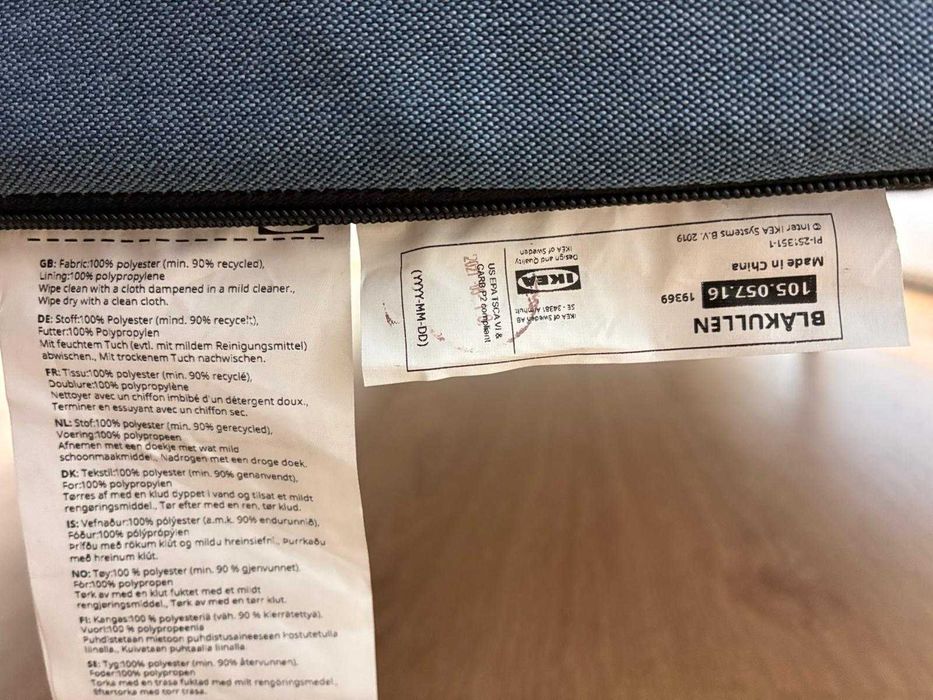 GB: Fabric:100% polyester (min. 90% recycled),
Lining:100% polypropylene
Wipe clean with a cloth dampened in a mild cleaner.,
Wipe dry with a clean cloth.
DE: Stoff:100% Polyester (mind. 90% recycelt),
Futter:100% Polypropylen
Mit feuchtem Tuch (evtl. mit mildem Reinigungsmittel)
abwischen., Mit trockenem Tuch nachwischen.
FR: Tissu:100% polyester (min. 90% recyclé),
Doublure:100% polypropylène
Nettoyer avec un chiffon imbibé d'un détergent doux.,
Terminer en essuyant avec un chiffon sec.
NL: Stof:100% polyester (min. 90% gerecycled),
Voering:100% polypropeen
Afnemen met een doekje met wat mild
schoonmaakmiddel., Nadrogen met een droge doek.
DK: Tekstil:100% polyester (min. 90% genanvendt),
For:100% polypropylen
Tørres af med en klud dyppet i vand og tilsat et mildt
rengøringsmiddel., Tør efter med en ren, tør klud.
IS: Vefnaður:100% pólýester (a.m.k. 90% endurunnið),
Fóður:100% pólýprópýlen
Þrífðu með rökum klút og mildu hreinsiefni., Þurrkaðu
með hreinum klút.
NO: Tøy:100 % polyester (min. 90 % gjenvunnet).
Fôr:100% polypropen
Tørk av med en klut fuktet med et mildt
rengjøringsmiddel., Tørk av med en tørr klut.
FI: Kangas:100 % polyesteriä (väh. 90 % kierrätettyä).
Vuori:100 % polypropeenia
Puhdistetaan mietoon puhdistusaineeseen kostutetulla
liinalla., Kuivataan puhtaalla liinalla.
SE: Tyg:100% polyester (min. 90% återvunnen).
Foder:100% polypropen
Torka med en trasa fuktad med milt rengöringsmedel.,
Eftertorka med torr trasa.
BLÅKULLEN
105.057.16 19369
Made in China
PI-251351-1
© Inter IKEA Systems B.V. 2019
IKEA of Sweden AB
SE-34381 Älmhult
IKEA
Design and Quality
IKEA of Sweden
US EPA TSCA VI &
CARB P2 compliant
(YYYY-MM-DD)